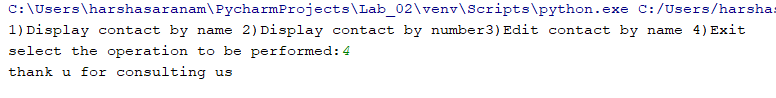 C:\Users\harshasaranam\PycharmProjects\Lab_02\venv\Scripts\python.exe C:/Users/harsha
1)Display contact by name 2)Display contact by number3)Edit contact by name 4)Exit
select the operation to be performed:4
thank u for consulting us